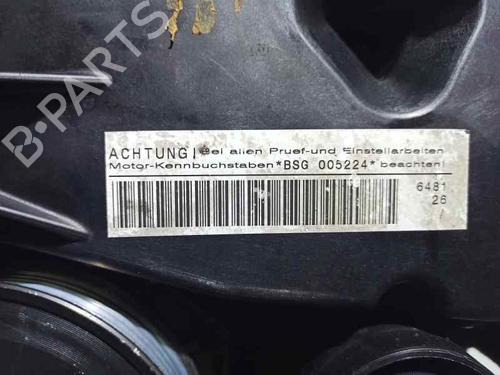 ACHTUNG! Bei allen Pruef-und Einstellarbeiten
Motor-Kennbuchstaben *BSG 005224* beachten!
6481
26
/
B-PARTS